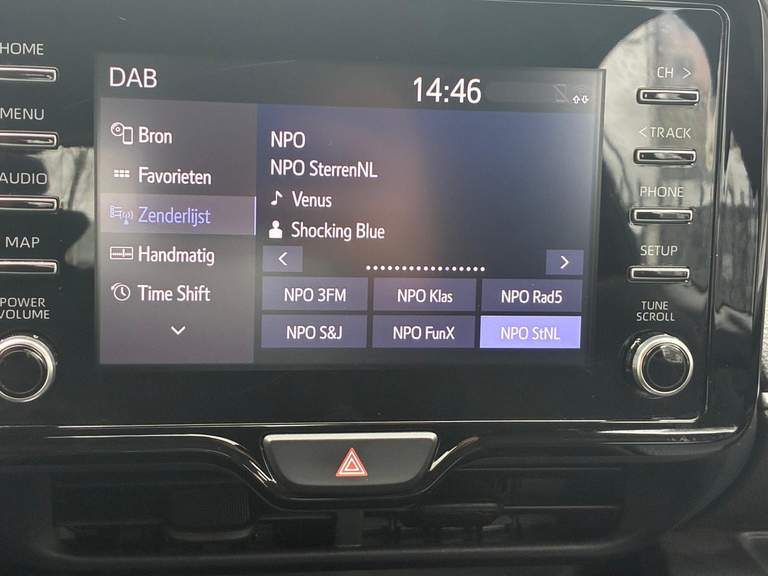 HOME
MENU
AUDIO
MAP
POWER
VOLUME
DAB
14:46
Bron
Favorieten
Zenderlijst
Handmatig
Time Shift
NPO
NPO SterrenNL
Venus
Shocking Blue
<
>
NPO 3FM
NPO Klas
NPO Rad5
NPO S&J
NPO FunX
NPO StNL
CH >
< TRACK
PHONE
SETUP
TUNE
SCROLL